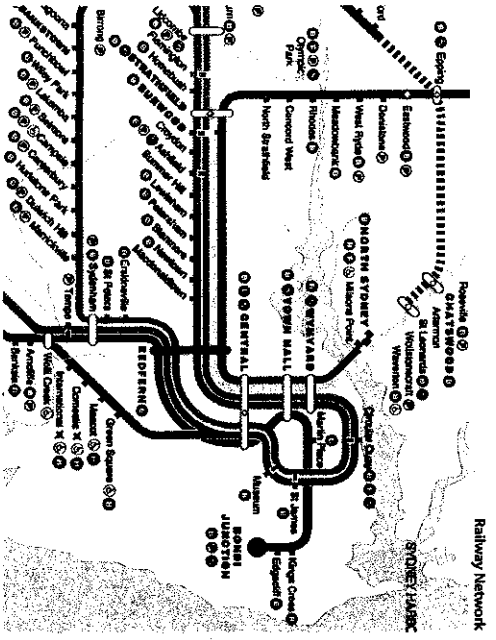 Railway Network
SYDNEY HARBO
Roseville
CHATSWOOD
Artarmon
St Leonards
Wollstonecraft
Waverton
NORTH SYDNEY
Milsons Point
WYNYARD
TOWN HALL
CENTRAL
REDFERN
Circular Quay
Martin Place
St James
Museum
Kings Cross
Edgecliff
BONDI
JUNCTION
Epping
Eastwood
Denistone
West Ryde
Meadowbank
Rhodes
Concord West
North Strathfield
Olympic
Park
Lidcombe
Flemington
Homebush
STRATHFIELD
BURWOOD
Croydon
Ashfield
Summer Hill
Lewisham
Petersham
Stanmore
Newtown
Macdonaldtown
Birrong
BANKSTOWN
Punchbowl
Wiley Park
Lakemba
Belmore
Campsie
Canterbury
Hurlstone Park
Dulwich Hill
Marrickville
Erskineville
St Peters
Sydenham
Tempe
Green Square
Mascot
Domestic
International
Wolli Creek
Arncliffe
Banksia